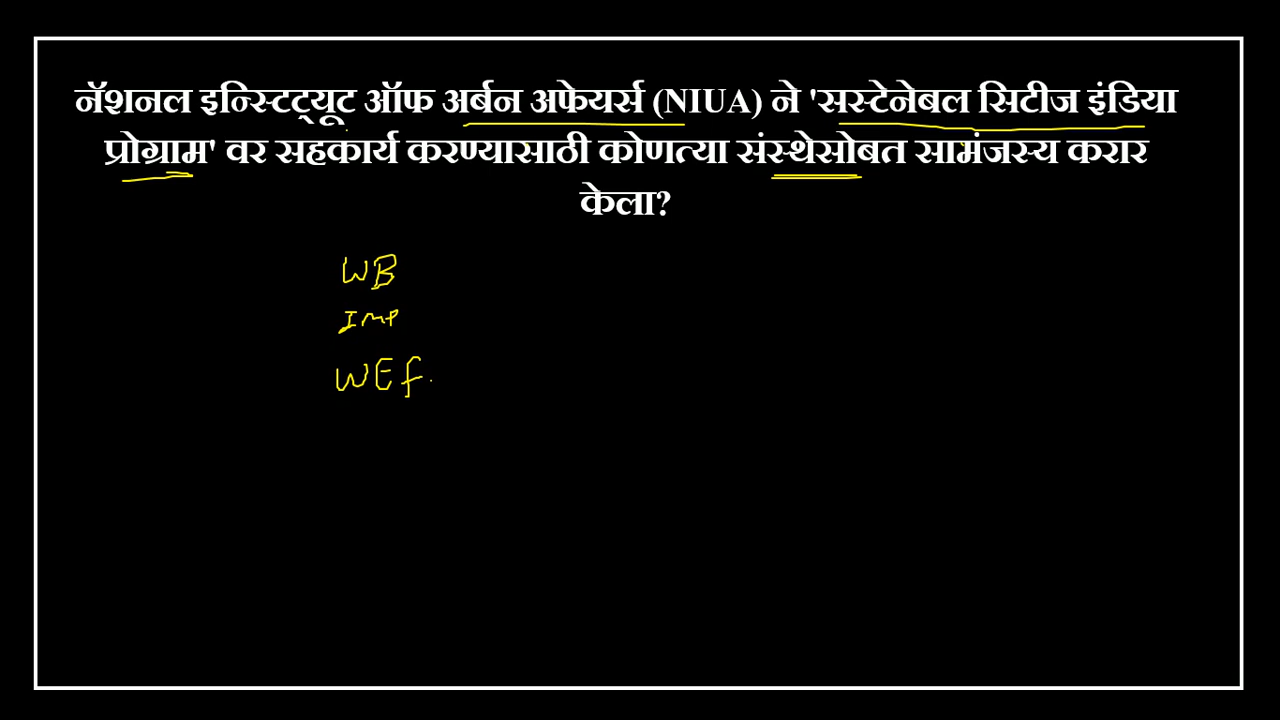 नॅशनल इन्स्टिट्यूट ऑफ अर्बन अफेयर्स (NIUA) ने 'सस्टेनेबल सिटीज इंडिया
प्रोग्राम' वर सहकार्य करण्यासाठी कोणत्या संस्थेसोबत सामंजस्य करार
केला?
WB
IMP
WEf